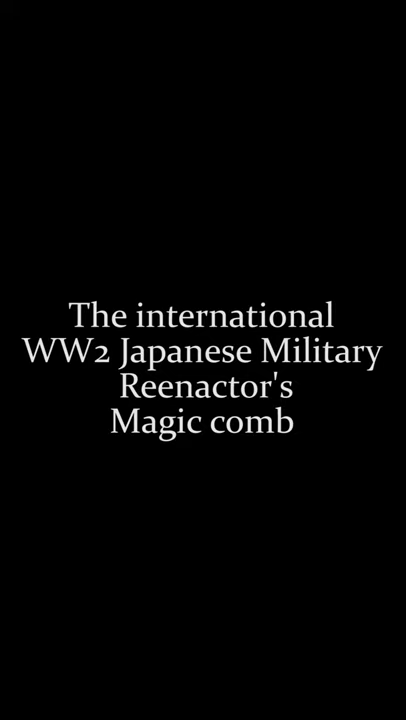 The international
WW2 Japanese Military
Reenactor's
Magic comb